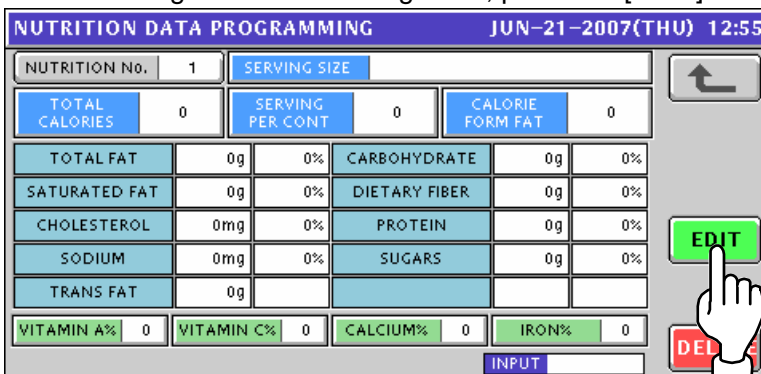 NUTRITION DATA PROGRAMMING JUN-21-2007(THU) 12:55
NUTRITION No. 1 SERVING SIZE
TOTAL CALORIES 0 SERVING PER CONT 0 CALORIE FORM FAT 0
TOTAL FAT 0g 0% CARBOHYDRATE 0g 0%
SATURATED FAT 0g 0% DIETARY FIBER 0g 0%
CHOLESTEROL 0mg 0% PROTEIN 0g 0%
EDIT
SODIUM 0mg 0% SUGARS 0g 0%
TRANS FAT 0g
VITAMIN A% 0 VITAMIN C% 0 CALCIUM% 0 IRON% 0
INPUT